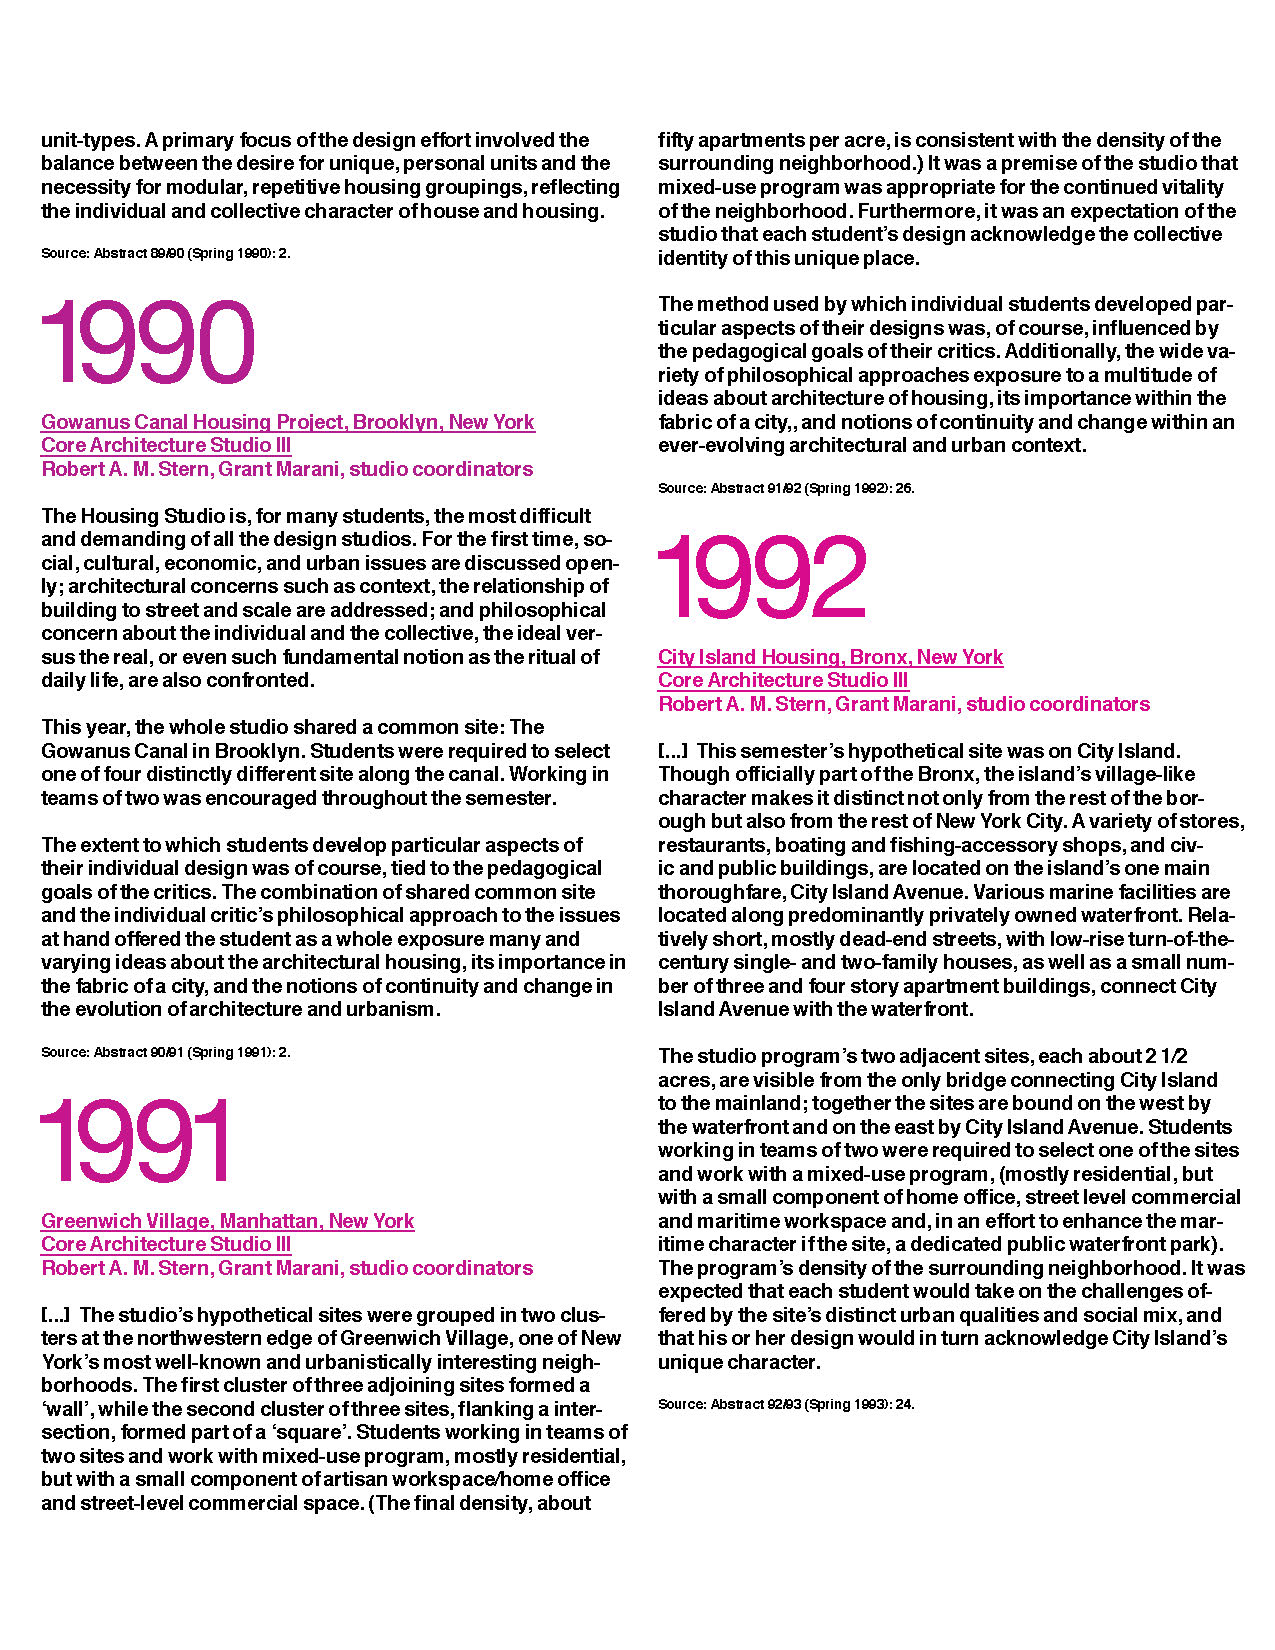 unit-types. A primary focus of the design effort involved the
balance between the desire for unique, personal units and the
necessity for modular, repetitive housing groupings, reflecting
the individual and collective character of house and housing.
Source: Abstract 89/90 (Spring 1990): 2.
1990
Gowanus Canal Housing Project, Brooklyn, New York
Core Architecture Studio III
Robert A. M. Stern, Grant Marani, studio coordinators
The Housing Studio is, for many students, the most difficult
and demanding of all the design studios. For the first time, so-
cial, cultural, economic, and urban issues are discussed open-
ly; architectural concerns such as context, the relationship of
building to street and scale are addressed; and philosophical
concern about the individual and the collective, the ideal ver-
sus the real, or even such fundamental notion as the ritual of
daily life, are also confronted.
This year, the whole studio shared a common site: The
Gowanus Canal in Brooklyn. Students were required to select
one of four distinctly different site along the canal. Working in
teams of two was encouraged throughout the semester.
The extent to which students develop particular aspects of
their individual design was of course, tied to the pedagogical
goals of the critics. The combination of shared common site
and the individual critic’s philosophical approach to the issues
at hand offered the student as a whole exposure many and
varying ideas about the architectural housing, its importance in
the fabric of a city, and the notions of continuity and change in
the evolution of architecture and urbanism.
Source: Abstract 90/91 (Spring 1991): 2.
1991
Greenwich Village, Manhattan, New York
Core Architecture Studio III
Robert A. M. Stern, Grant Marani, studio coordinators
[...] The studio’s hypothetical sites were grouped in two clus-
ters at the northwestern edge of Greenwich Village, one of New
York’s most well-known and urbanistically interesting neigh-
borhoods. The first cluster of three adjoining sites formed a
‘wall’, while the second cluster of three sites, flanking a inter-
section, formed part of a ‘square’. Students working in teams of
two sites and work with mixed-use program, mostly residential,
but with a small component of artisan workspace/home office
and street-level commercial space. (The final density, about
fifty apartments per acre, is consistent with the density of the
surrounding neighborhood.) It was a premise of the studio that
mixed-use program was appropriate for the continued vitality
of the neighborhood. Furthermore, it was an expectation of the
studio that each student’s design acknowledge the collective
identity of this unique place.
The method used by which individual students developed par-
ticular aspects of their designs was, of course, influenced by
the pedagogical goals of their critics. Additionally, the wide va-
riety of philosophical approaches exposure to a multitude of
ideas about architecture of housing, its importance within the
fabric of a city,, and notions of continuity and change within an
ever-evolving architectural and urban context.
Source: Abstract 91/92 (Spring 1992): 26.
1992
City Island Housing, Bronx, New York
Core Architecture Studio III
Robert A. M. Stern, Grant Marani, studio coordinators
[...] This semester’s hypothetical site was on City Island.
Though officially part of the Bronx, the island’s village-like
character makes it distinct not only from the rest of the bor-
ough but also from the rest of New York City. A variety of stores,
restaurants, boating and fishing-accessory shops, and civ-
ic and public buildings, are located on the island’s one main
thoroughfare, City Island Avenue. Various marine facilities are
located along predominantly privately owned waterfront. Rela-
tively short, mostly dead-end streets, with low-rise turn-of-the-
century single- and two-family houses, as well as a small num-
ber of three and four story apartment buildings, connect City
Island Avenue with the waterfront.
The studio program’s two adjacent sites, each about 2 1/2
acres, are visible from the only bridge connecting City Island
to the mainland; together the sites are bound on the west by
the waterfront and on the east by City Island Avenue. Students
working in teams of two were required to select one of the sites
and work with a mixed-use program, (mostly residential, but
with a small component of home office, street level commercial
and maritime workspace and, in an effort to enhance the mar-
itime character if the site, a dedicated public waterfront park).
The program’s density of the surrounding neighborhood. It was
expected that each student would take on the challenges of-
fered by the site’s distinct urban qualities and social mix, and
that his or her design would in turn acknowledge City Island’s
unique character.
Source: Abstract 92/93 (Spring 1993): 24.